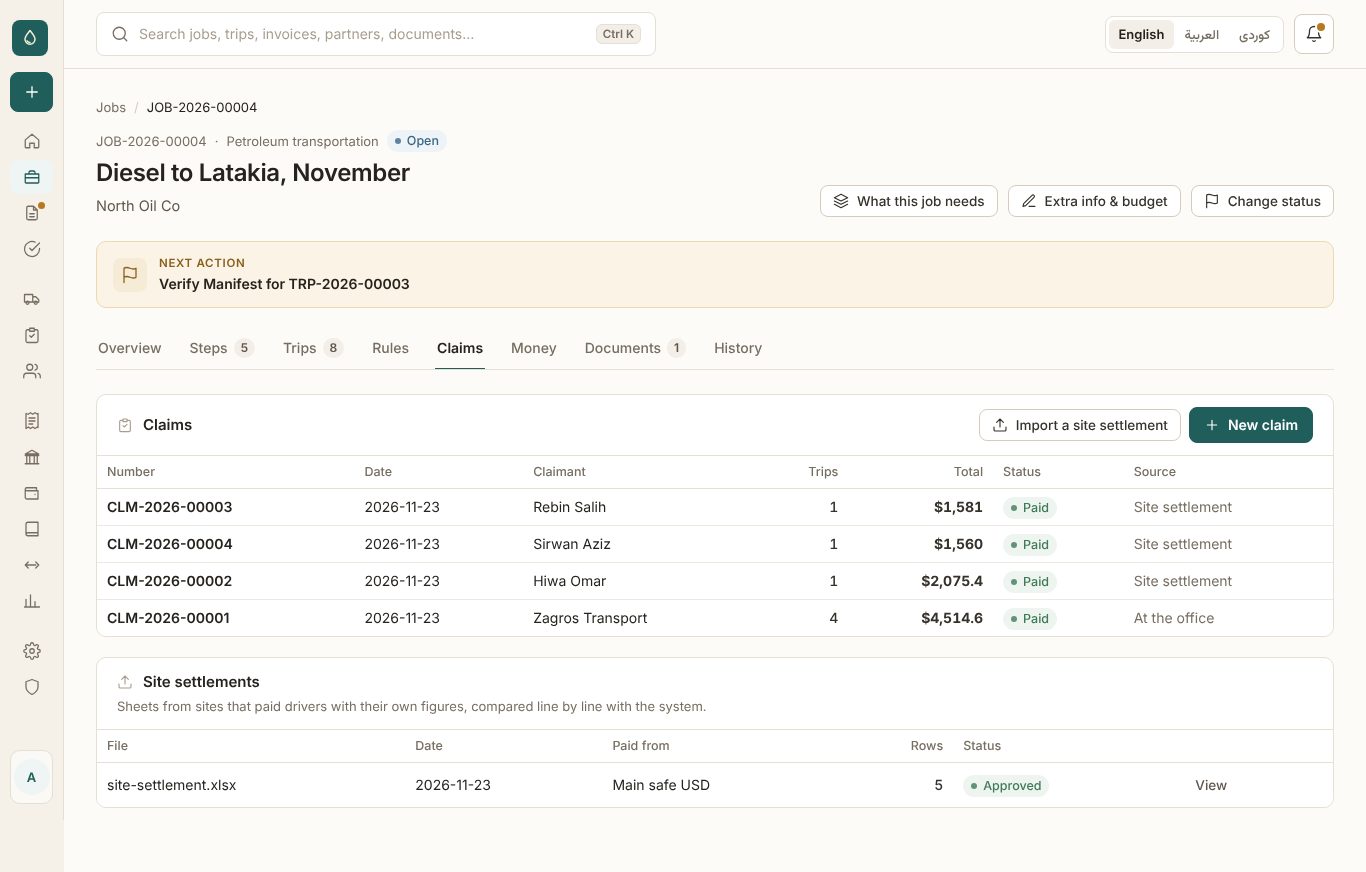 Search jobs, trips, invoices, partners, documents... Ctrl K English العربية کوردی
Jobs / JOB-2026-00004
JOB-2026-00004 · Petroleum transportation Open
Diesel to Latakia, November
North Oil Co
What this job needs Extra info & budget Change status
NEXT ACTION
Verify Manifest for TRP-2026-00003
Overview Steps 5 Trips 8 Rules Claims Money Documents 1 History
Claims Import a site settlement New claim
Number Date Claimant Trips Total Status Source
CLM-2026-00003 2026-11-23 Rebin Salih 1 $1,581 Paid Site settlement
CLM-2026-00004 2026-11-23 Sirwan Aziz 1 $1,560 Paid Site settlement
CLM-2026-00002 2026-11-23 Hiwa Omar 1 $2,075.4 Paid Site settlement
CLM-2026-00001 2026-11-23 Zagros Transport 4 $4,514.6 Paid At the office
Site settlements
Sheets from sites that paid drivers with their own figures, compared line by line with the system.
File Date Paid from Rows Status
site-settlement.xlsx 2026-11-23 Main safe USD 5 Approved View
A